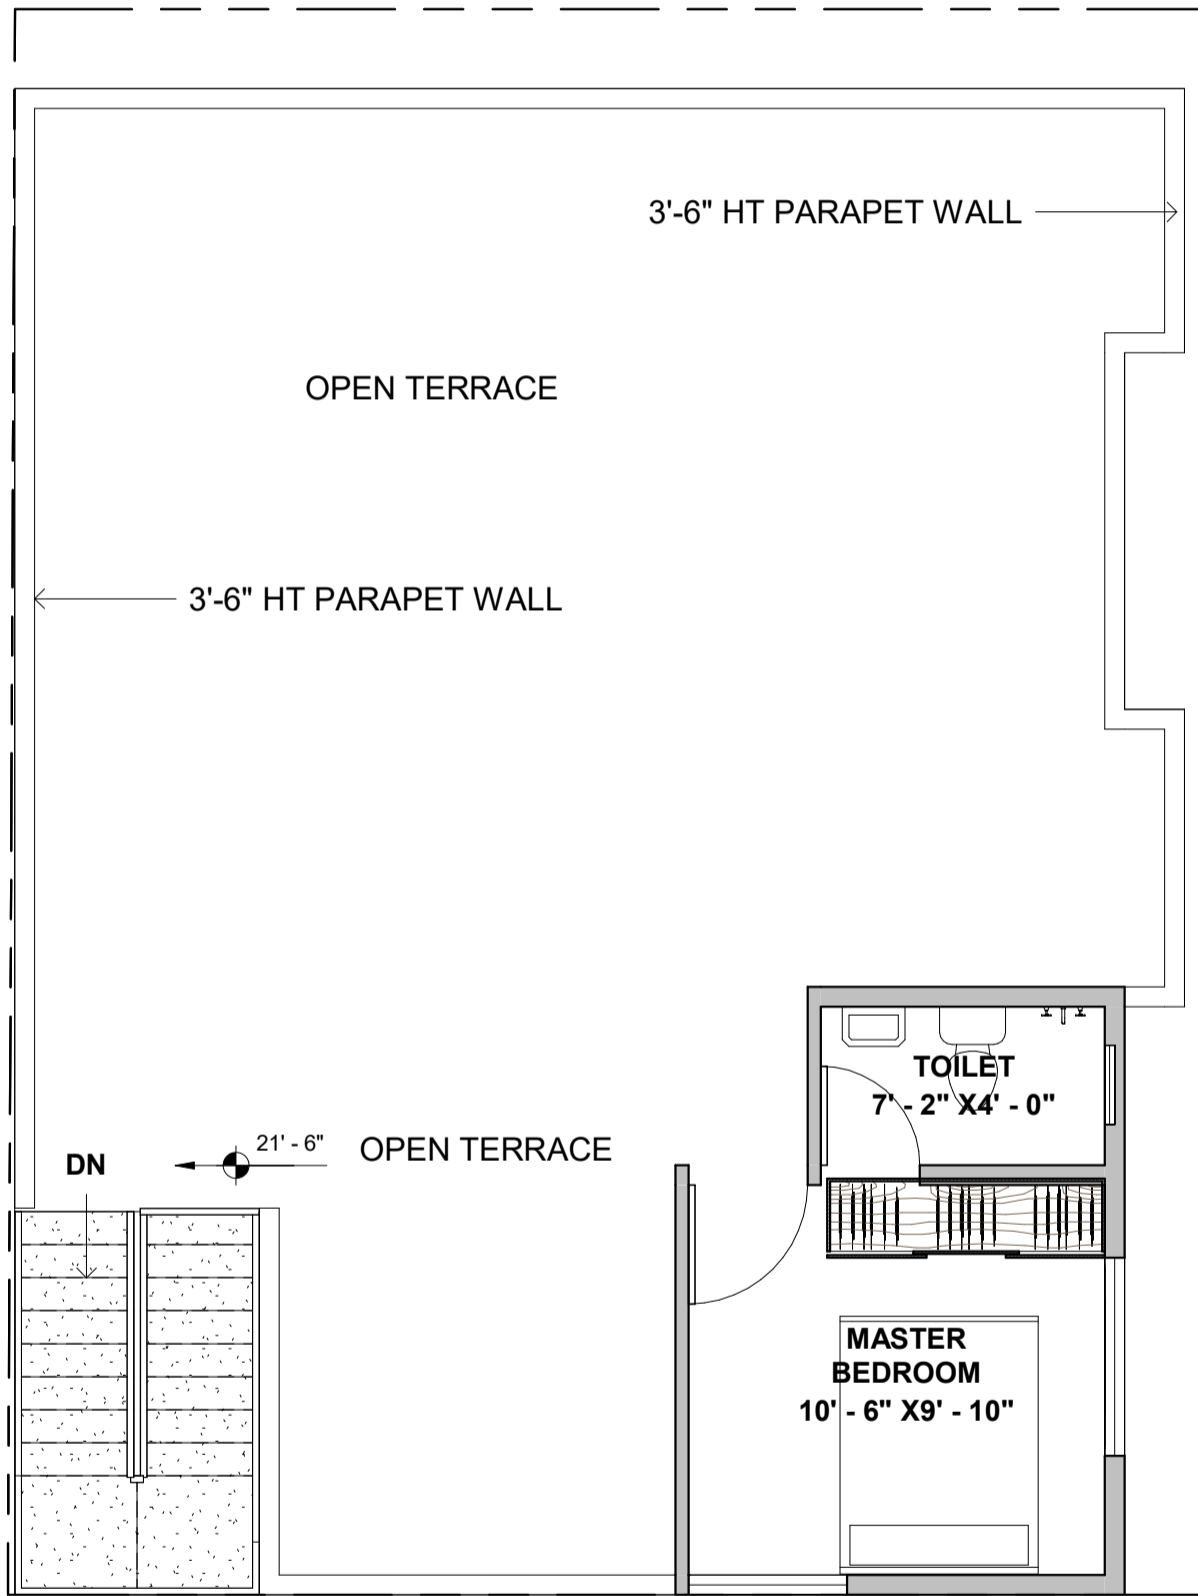 3'-6" HT PARAPET WALL
OPEN TERRACE
3'-6" HT PARAPET WALL
TOILET
7' - 2" X4' - 0"
21' - 6"
OPEN TERRACE
DN
MASTER
BEDROOM
10' - 6" X9' - 10"